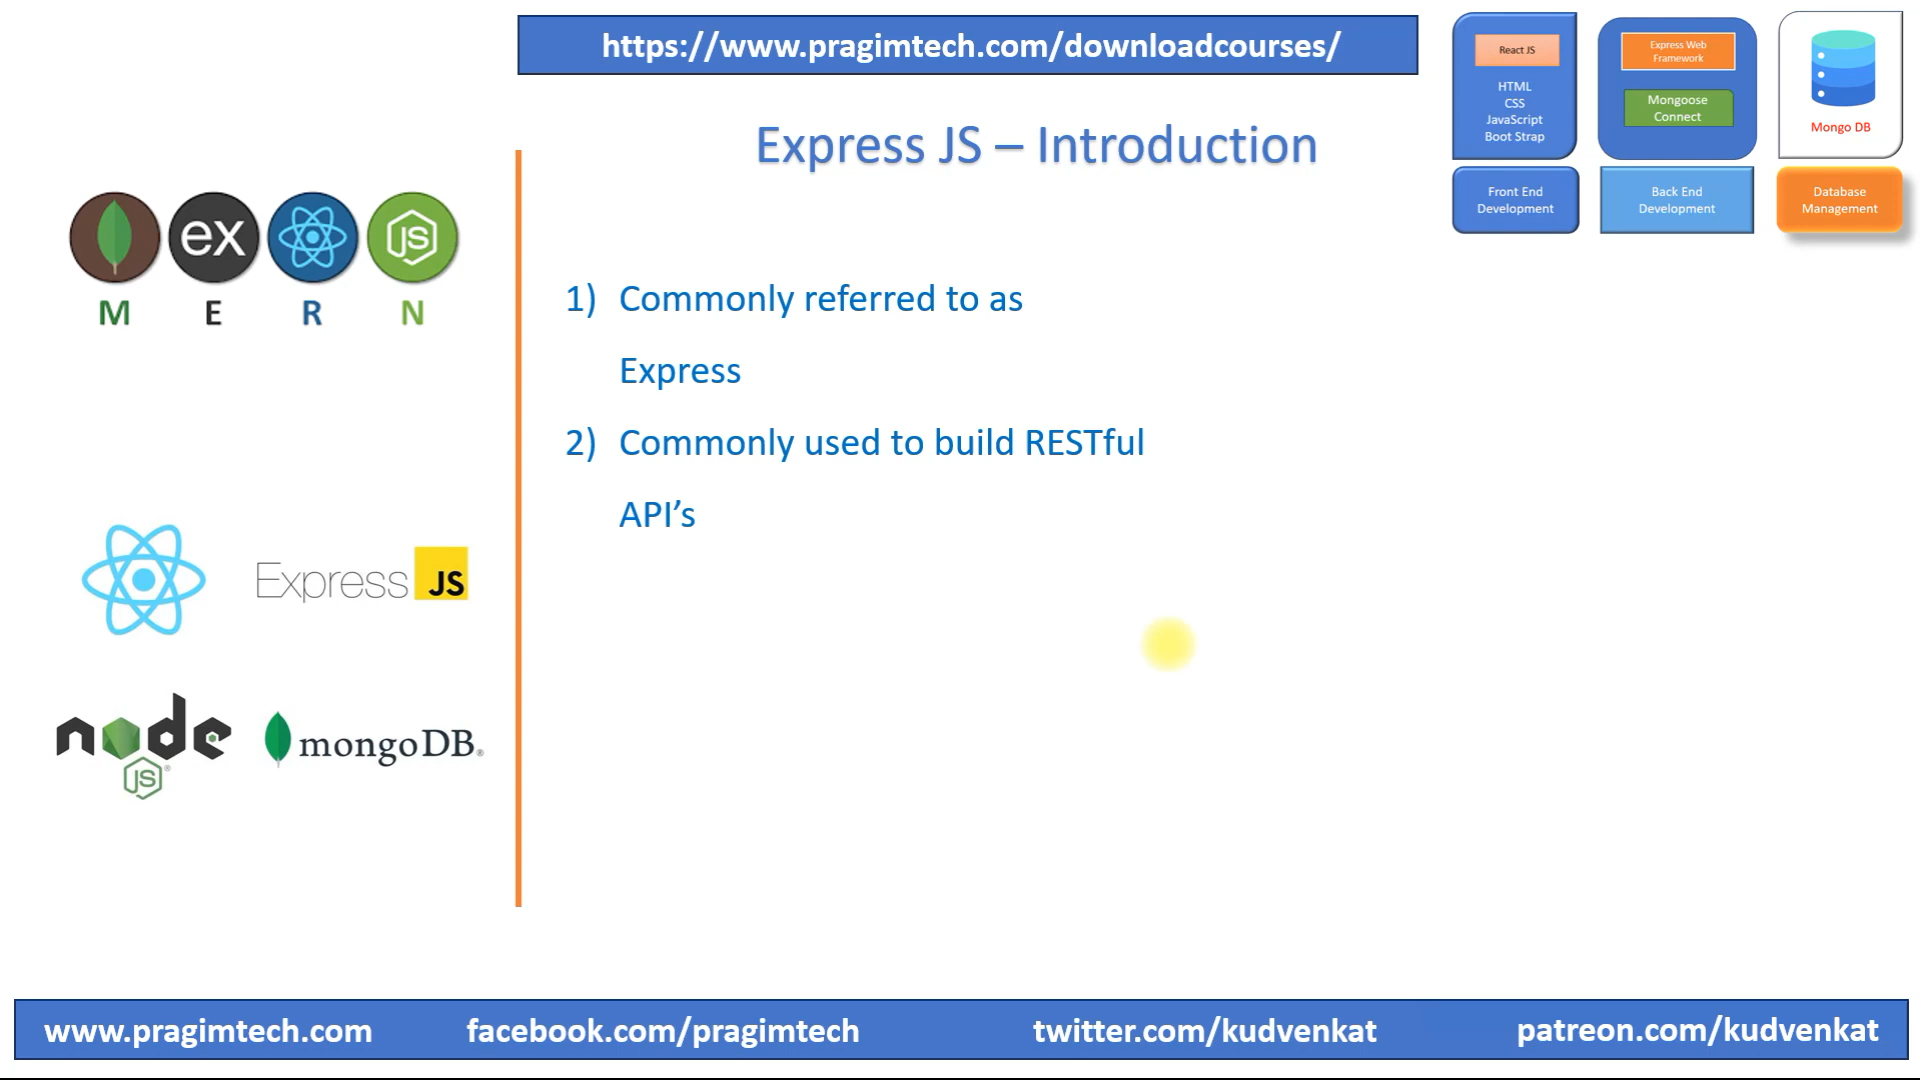 https://www.pragimtech.com/downloadcourses/
React JS
HTML
CSS
JavaScript
Boot Strap
Front End
Development
Express Web
Framework
Mongoose
Connect
Back End
Development
Mongo DB
Database
Management
Express JS – Introduction
ex
JS
M E R N
1) Commonly referred to as
Express
2) Commonly used to build RESTful
API’s
Express JS
node
JS
mongoDB
www.pragimtech.com
facebook.com/pragimtech
twitter.com/kudvenkat
patreon.com/kudvenkat